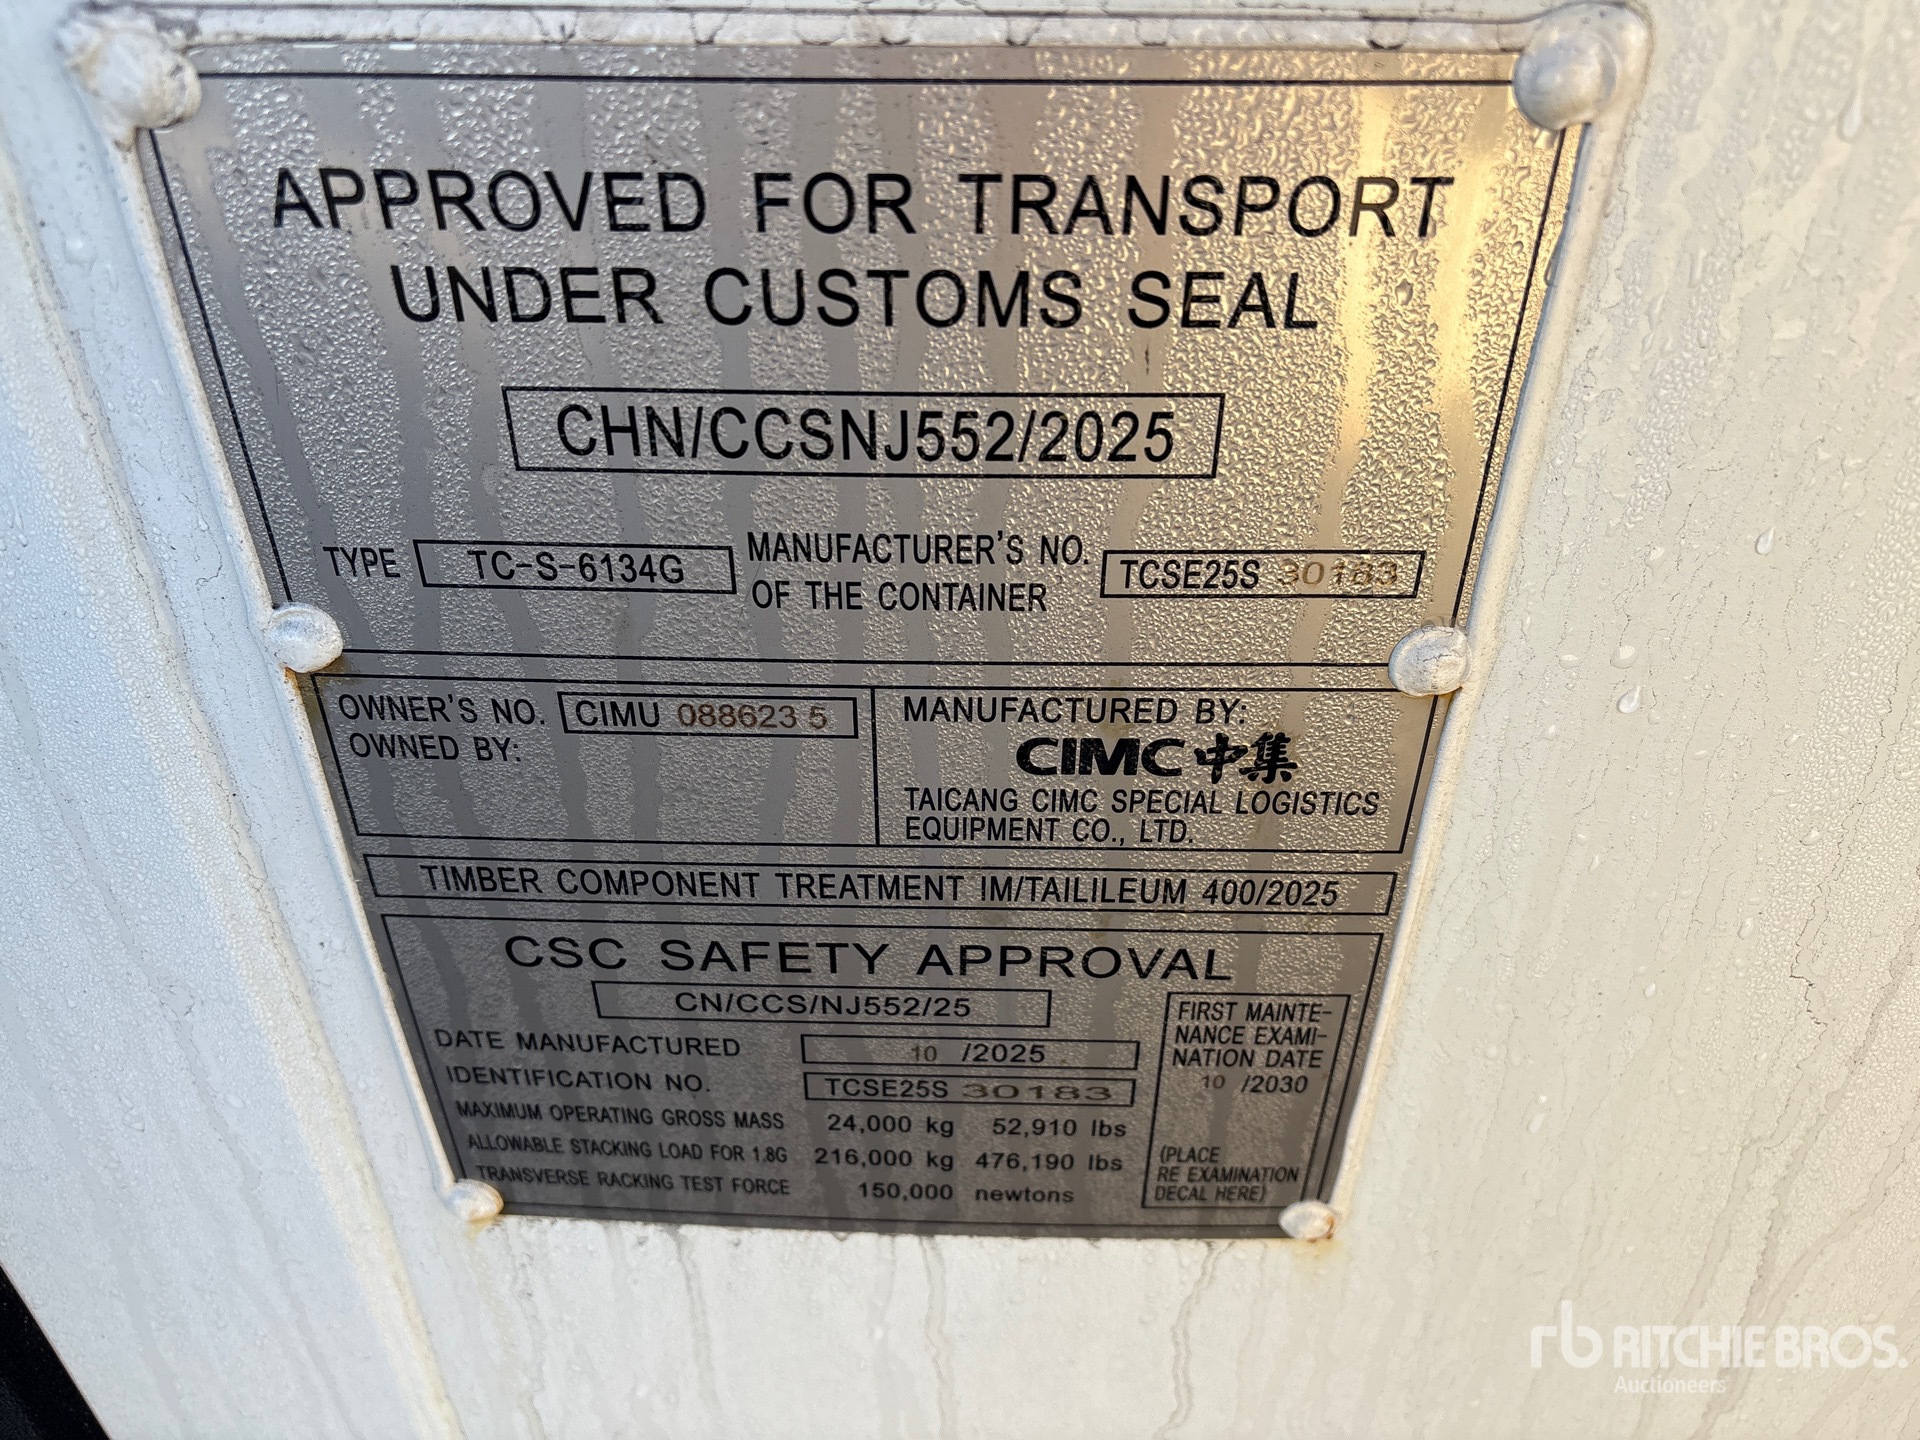 APPROVED FOR TRANSPORT
UNDER CUSTOMS SEAL
CHN/CCSNJ552/2025
TYPE TC-S-6134G MANUFACTURER'S NO. OF THE CONTAINER TCSE25S 30183
OWNER'S NO. CIMU 088623 5
OWNED BY:
MANUFACTURED BY:
CIMC 中集
TAICANG CIMC SPECIAL LOGISTICS
EQUIPMENT CO., LTD.
TIMBER COMPONENT TREATMENT IM/TAILILEUM 400/2025
CSC SAFETY APPROVAL
CN/CCS/NJ552/25
DATE MANUFACTURED 10 /2025
IDENTIFICATION NO. TCSE25S 30183
MAXIMUM OPERATING GROSS MASS 24,000 kg 52,910 lbs
ALLOWABLE STACKING LOAD FOR 1.8G 216,000 kg 476,190 lbs
TRANSVERSE RACKING TEST FORCE 150,000 newtons
FIRST MAINTE-
NANCE EXAMI-
NATION DATE
10 /2030
(PLACE
RE EXAMINATION
DECAL HERE)
rb RITCHIE BROS.
Auctioneers